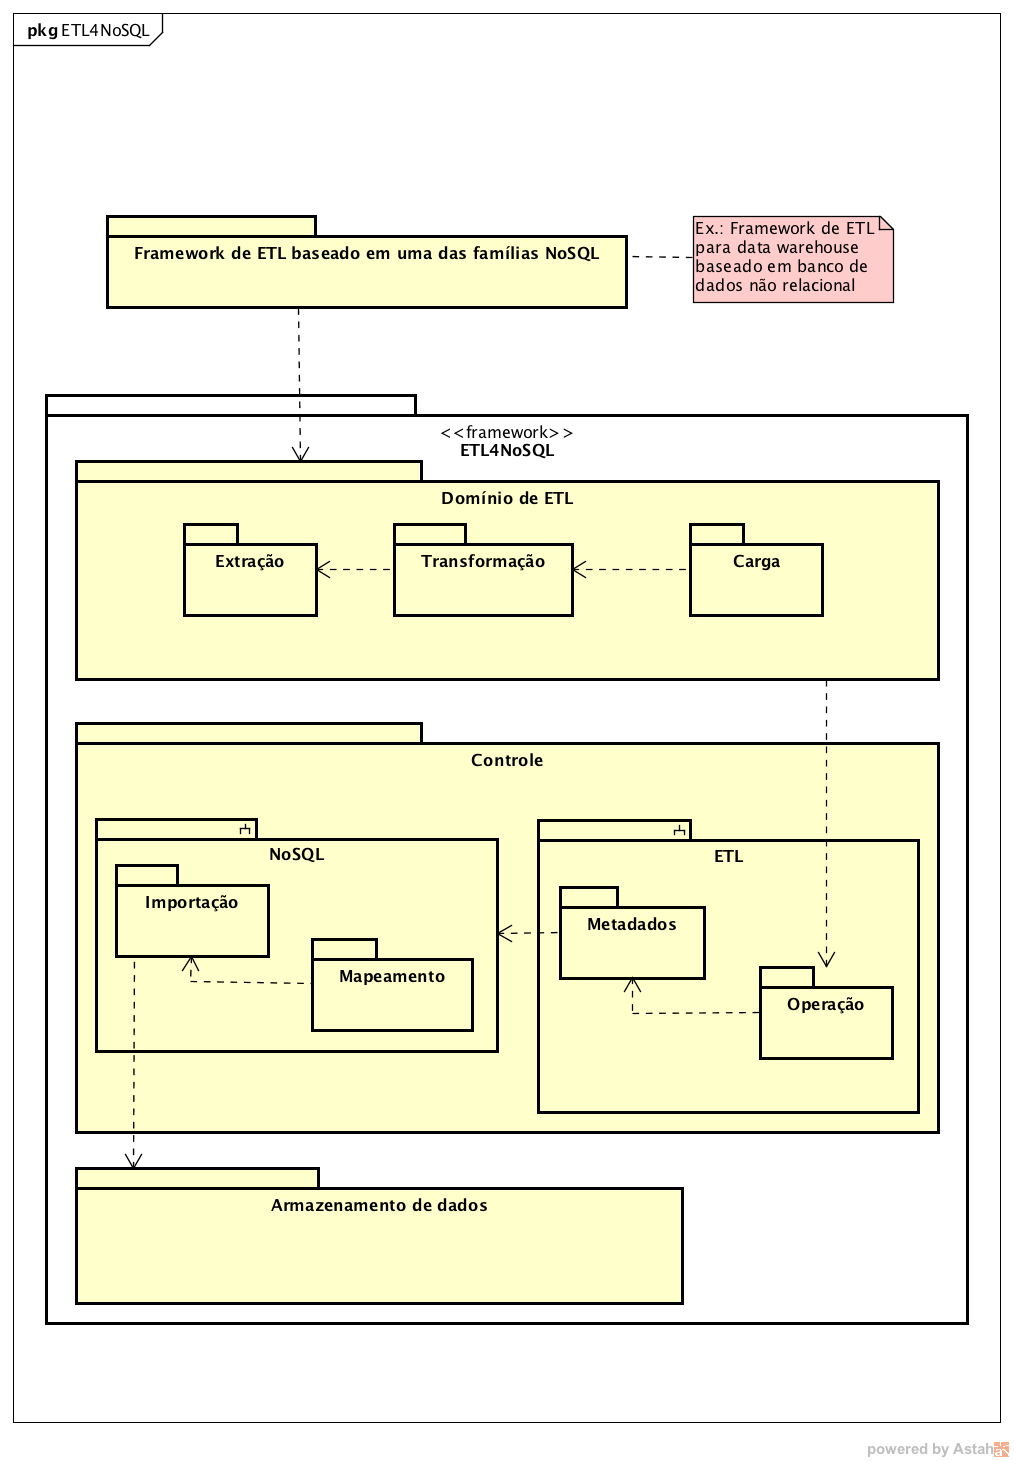 pkg ETL4NoSQL
Framework de ETL baseado em uma das famílias NoSQL
Ex.: Framework de ETL
para data warehouse
baseado em banco de
dados não relacional
<<framework>>
ETL4NoSQL
Domínio de ETL
Extração
Transformação
Carga
Controle
NoSQL
Importação
Mapeamento
ETL
Metadados
Operação
Armazenamento de dados
powered by Astah